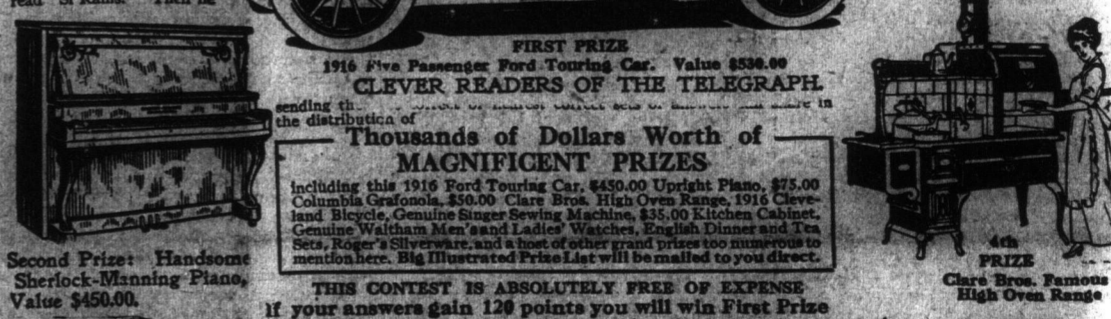 FIRST PRIZE
1916 Five Passenger Ford Touring Car. Value $530.00
CLEVER READERS OF THE TELEGRAPH.
sending in
the distribution of
Thousands of Dollars Worth of
MAGNIFICENT PRIZES
including this 1916 Ford Touring Car, $450.00 Upright Piano, $75.00
Columbia Grafonola, $50.00 Clare Bros. High Oven Range, 1916 Cleve-
land Bicycle, Genuine Singer Sewing Machine, $35.00 Kitchen Cabinet,
Genuine Waltham Men's and Ladies' Watches, English Dinner and Tea
Sets, Roger's Silverware, and a host of other grand prizes too numerous to
mention here. Big Illustrated Prize List will be mailed to you direct.
THIS CONTEST IS ABSOLUTELY FREE OF EXPENSE
If your answers gain 120 points you will win First Prize
Second Prize: Handsome
Sherlock-Manning Piano,
Value $450.00.
4th
PRIZE
Clare Bros. Famous
High Oven Range